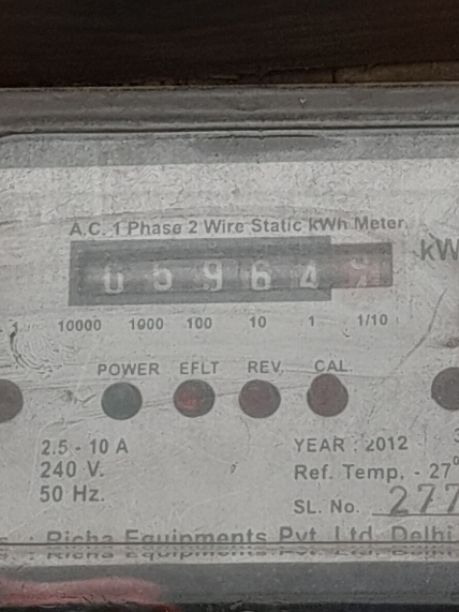 A.C. 1 Phase 2 Wire Static kWh Meter.
kW
0 5 9 6 4
10000 1000 100 10 1 1/10
POWER EFLT REV. CAL.
2.5 - 10 A
240 V.
50 Hz.
YEAR : 2012
Ref. Temp. - 27°
SL. No. 277
Richa Equipments Pvt. Ltd. Delhi